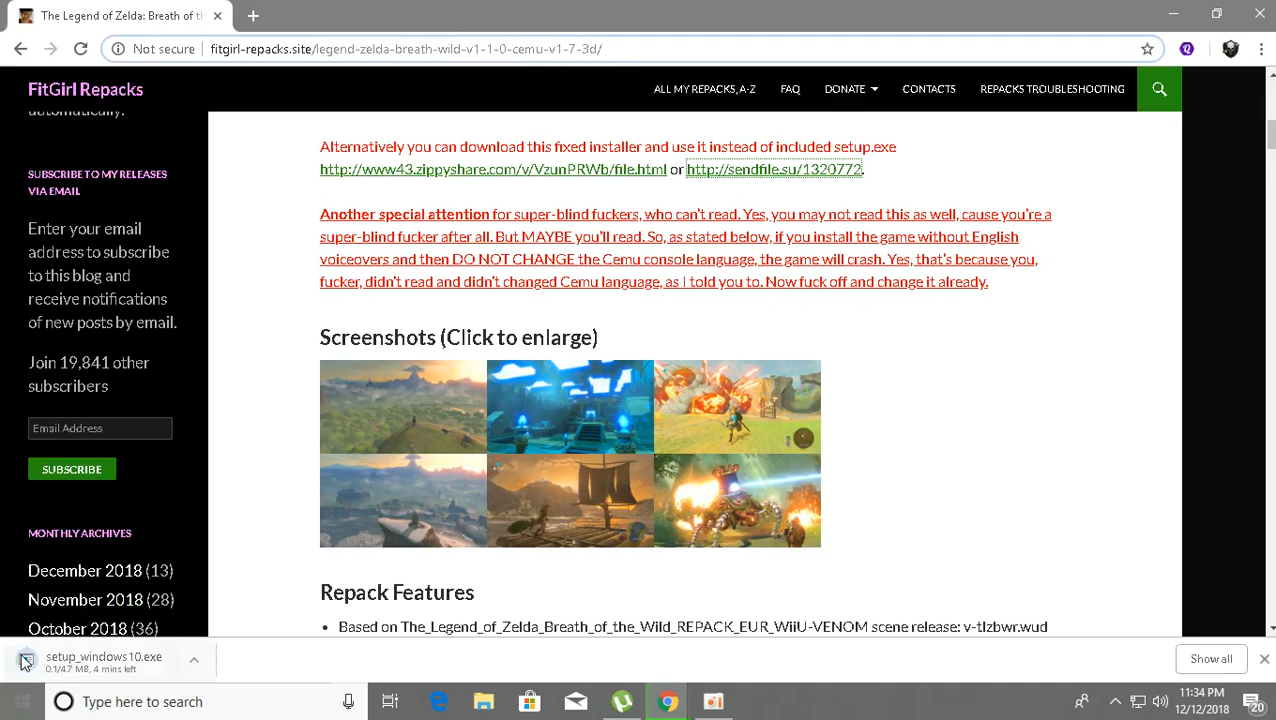 The Legend of Zelda: Breath of th
Not secure
fitgirl-repacks.site/legend-zelda-breath-wild-v1-1-0-cemu-v1-7-3d/
FitGirl Repacks
ALL MY REPACKS, A-Z
FAQ
DONATE
CONTACTS
REPACKS TROUBLESHOOTING
automatically.
SUBSCRIBE TO MY RELEASES
VIA EMAIL
Enter your email
address to subscribe
to this blog and
receive notifications
of new posts by email.
Join 19,841 other
subscribers
Email Address
SUBSCRIBE
MONTHLY ARCHIVES
December 2018 (13)
November 2018 (28)
October 2018 (36)
Alternatively you can download this fixed installer and use it instead of included setup.exe
http://www43.zippyshare.com/v/VzunPRWb/file.html or http://sendfile.su/1320772.
Another special attention for super-blind fuckers, who can't read. Yes, you may not read this as well, cause you're a
super-blind fucker after all. But MAYBE you'll read. So, as stated below, if you install the game without English
voiceovers and then DO NOT CHANGE the Cemu console language, the game will crash. Yes, that's because you,
fucker, didn't read and didn't changed Cemu language, as I told you to. Now fuck off and change it already.
Screenshots (Click to enlarge)
Repack Features
• Based on The_Legend_of_Zelda_Breath_of_the_Wild_REPACK_EUR_WiiU-VENOM scene release: v-tlzbwr.wud
setup_windows10.exe
0.1/4.7 MB, 4 mins left
Show all
Type here to search
11:34 PM
12/12/2018
20